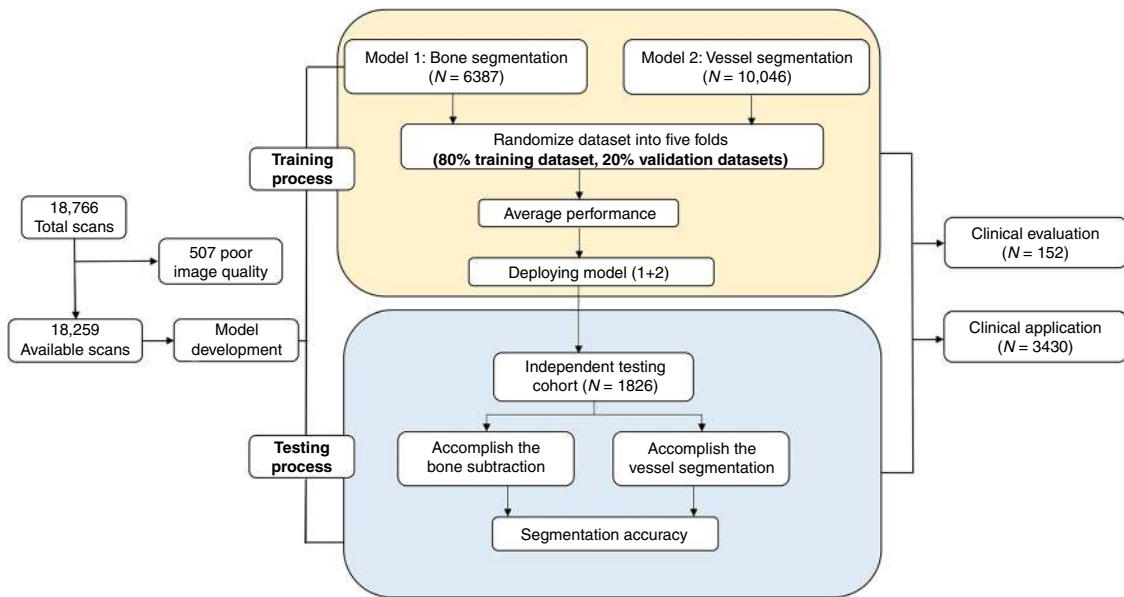 18,766
Total scans
507 poor
image quality
18,259
Available scans
Model
development
Training
process
Testing
process
Model 1: Bone segmentation
(N = 6387)
Model 2: Vessel segmentation
(N = 10,046)
Randomize dataset into five folds
(80% training dataset, 20% validation datasets)
Average performance
Deploying model (1+2)
Independent testing
cohort (N = 1826)
Accomplish the
bone subtraction
Accomplish the
vessel segmentation
Segmentation accuracy
Clinical evaluation
(N = 152)
Clinical application
(N = 3430)